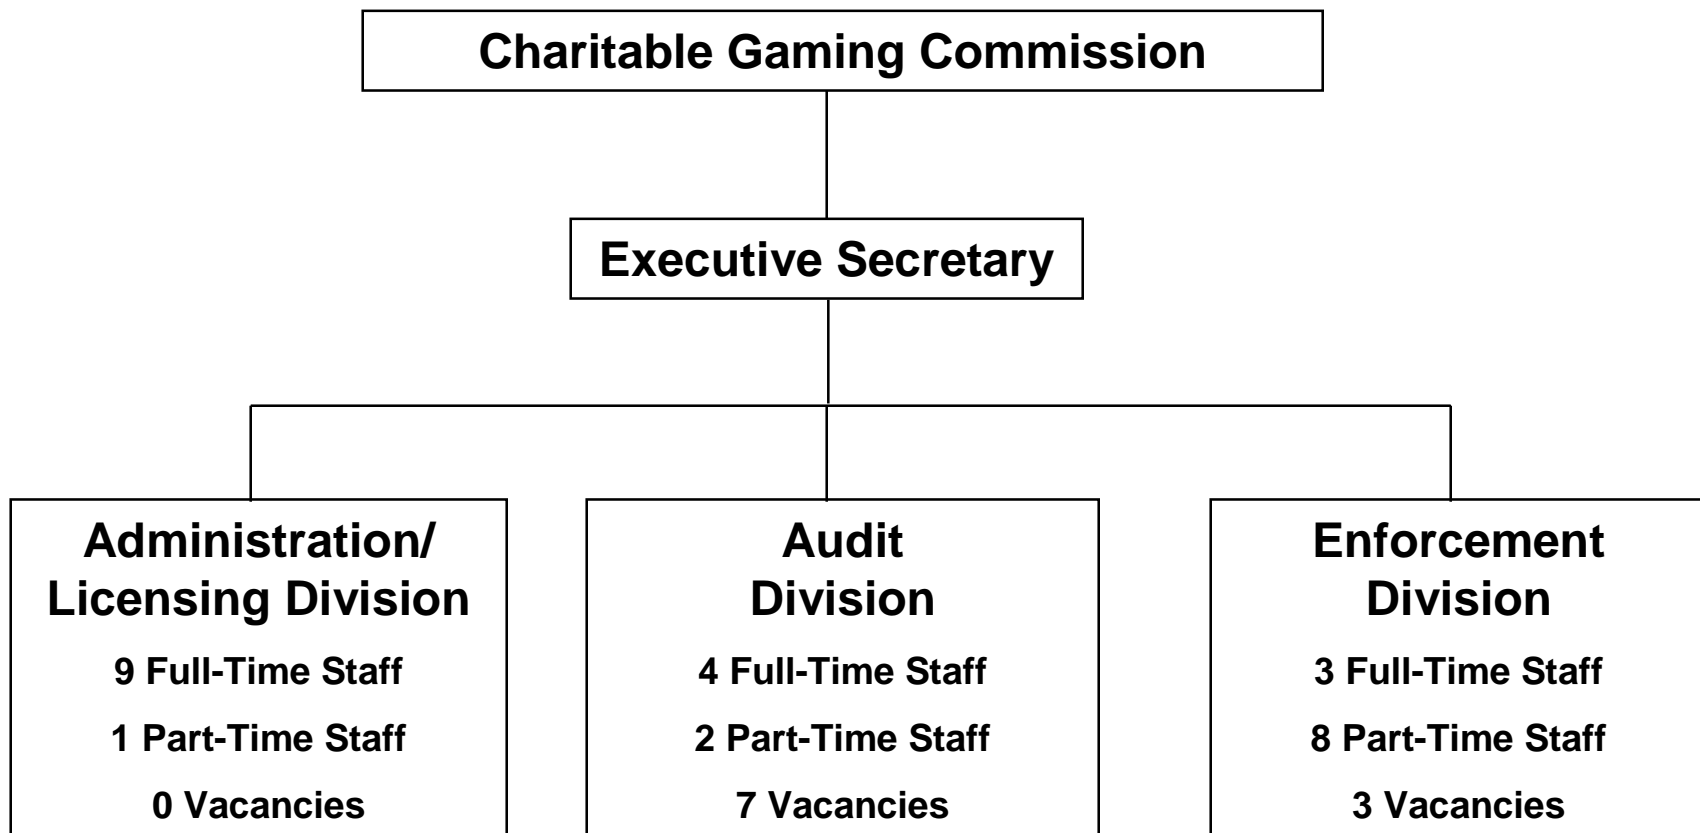 Charitable Gaming Commission
Executive Secretary
Administration/
Licensing Division
9 Full-Time Staff
1 Part-Time Staff
0 Vacancies
Audit
Division
4 Full-Time Staff
2 Part-Time Staff
7 Vacancies
Enforcement
Division
3 Full-Time Staff
8 Part-Time Staff
3 Vacancies